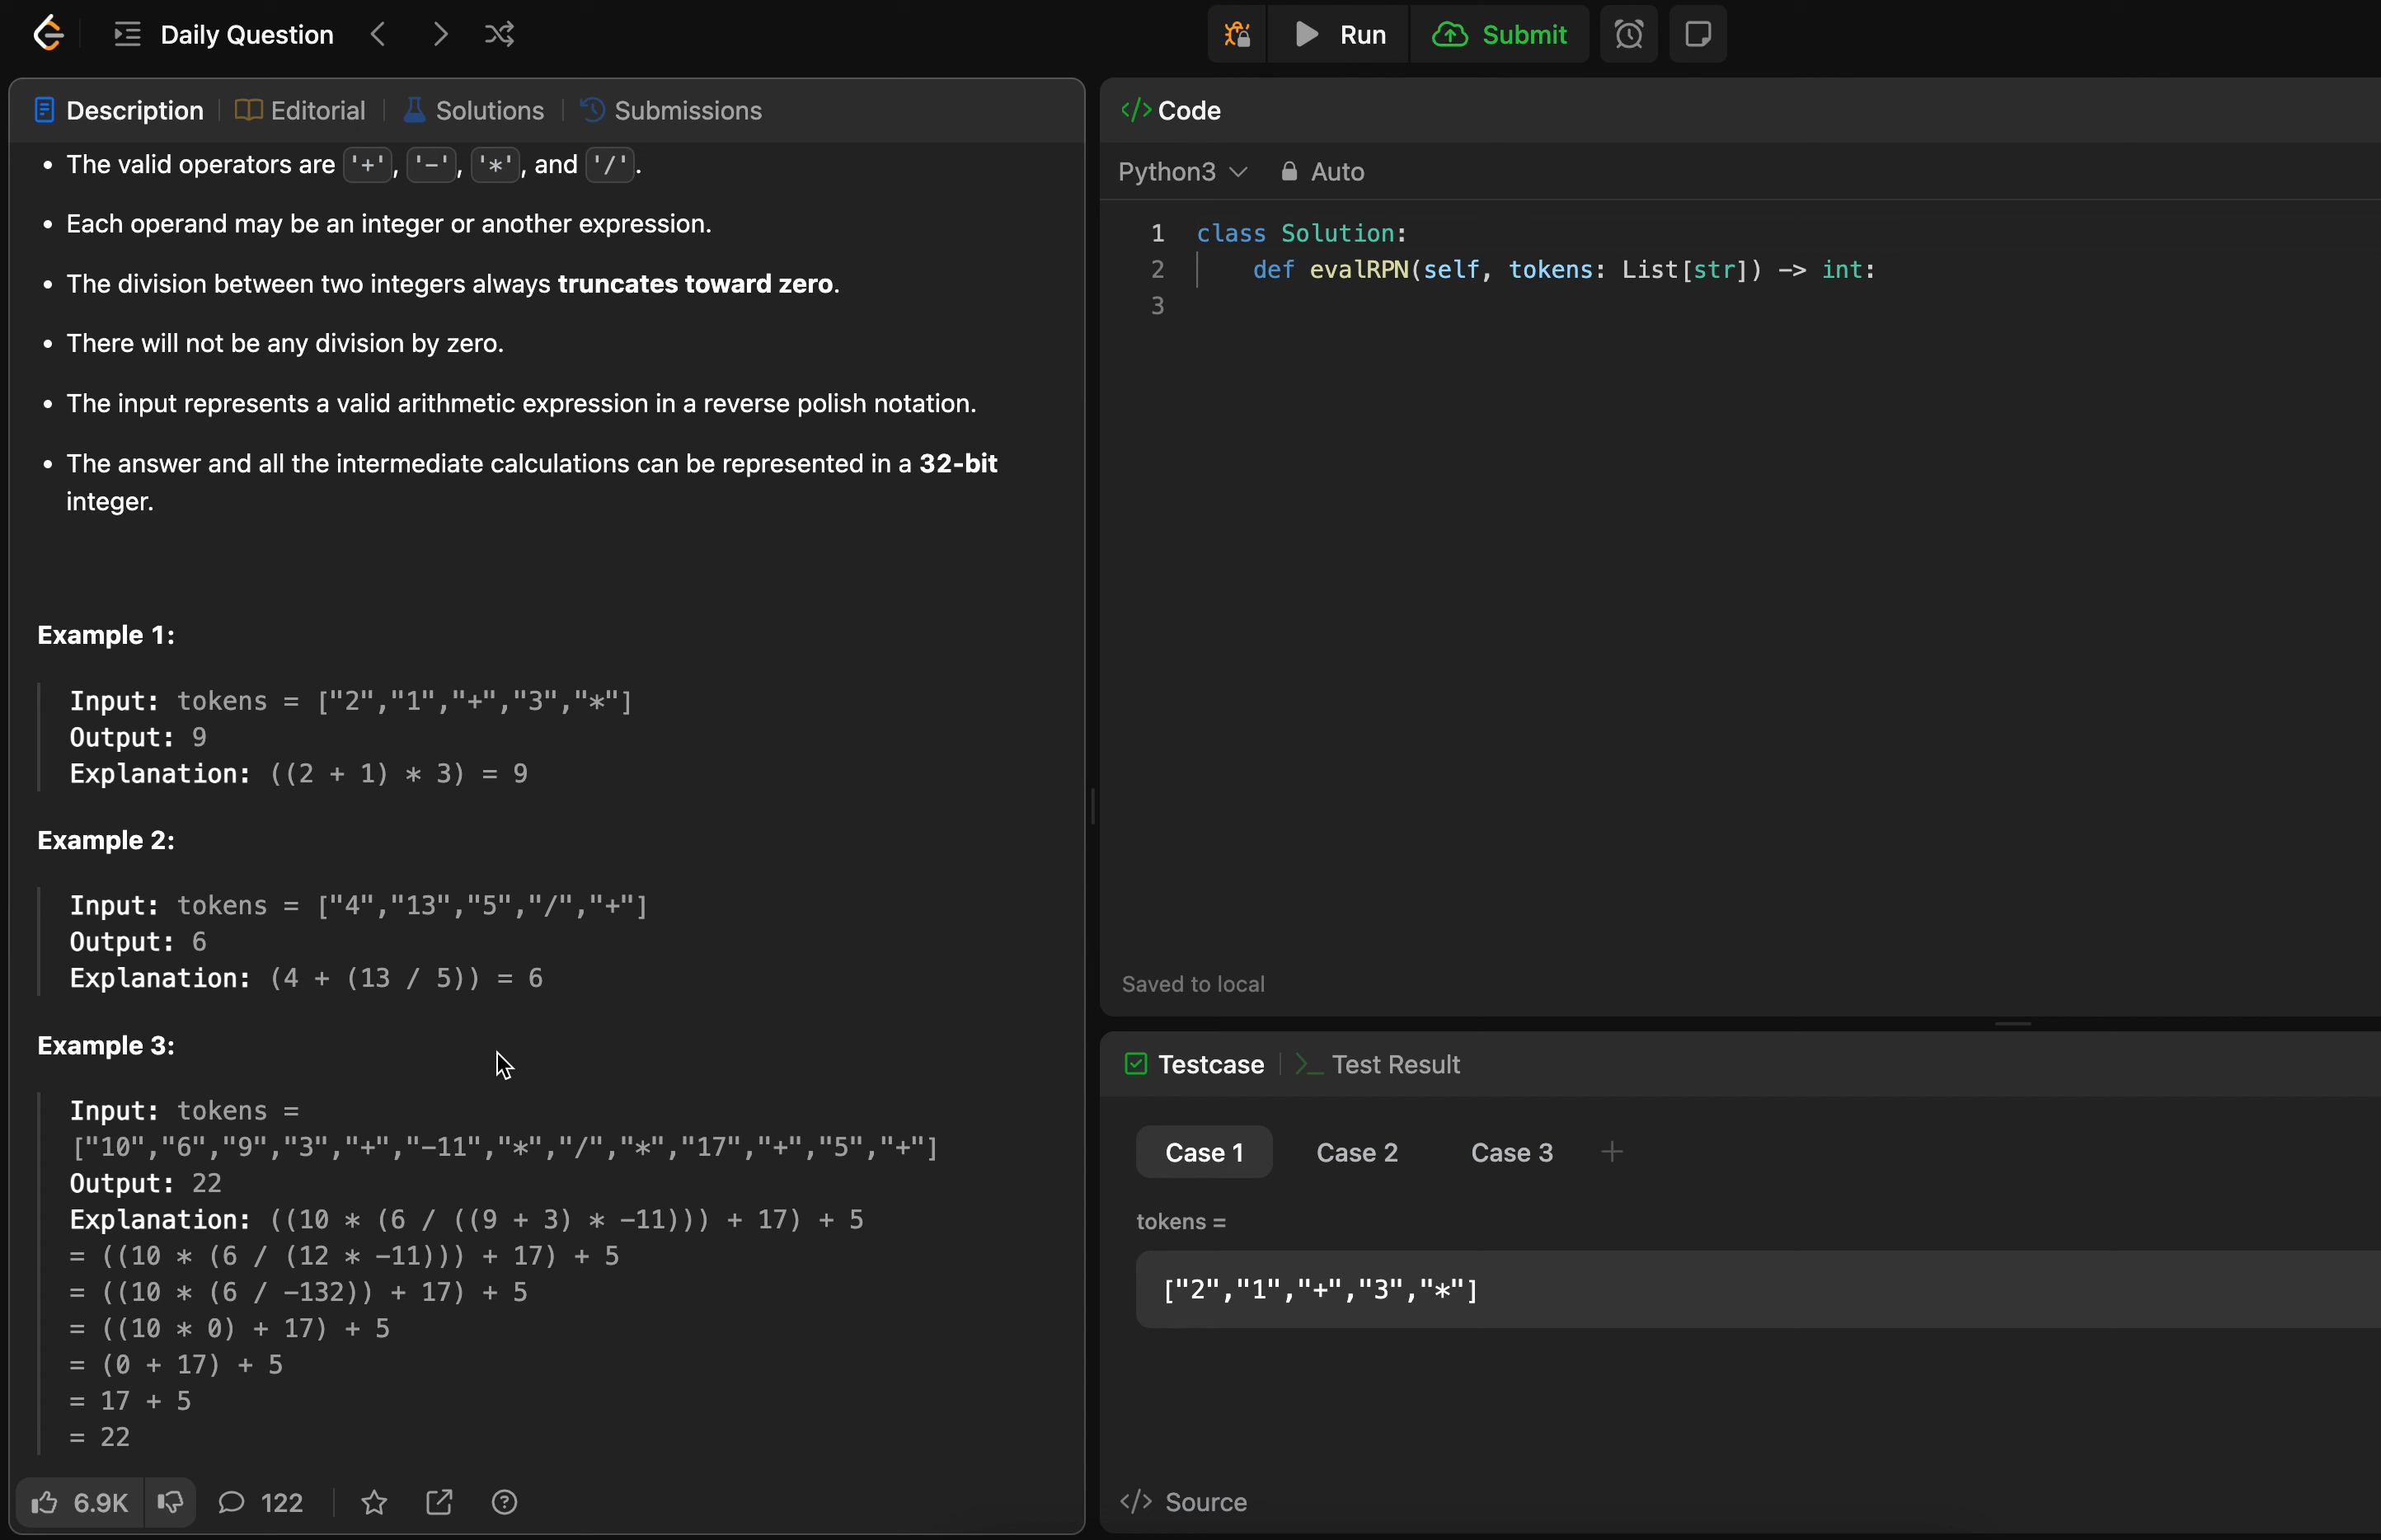 Daily Question
Run
Submit
Description
Editorial
Solutions
Submissions
• The valid operators are '+', '-', '*', and '/'.
• Each operand may be an integer or another expression.
• The division between two integers always truncates toward zero.
• There will not be any division by zero.
• The input represents a valid arithmetic expression in a reverse polish notation.
• The answer and all the intermediate calculations can be represented in a 32-bit
integer.
Example 1:
Input: tokens = ["2","1","+","3","*"]
Output: 9
Explanation: ((2 + 1) * 3) = 9
Example 2:
Input: tokens = ["4","13","5","/","+"]
Output: 6
Explanation: (4 + (13 / 5)) = 6
Example 3:
Input: tokens =
["10","6","9","3","+","-11","*","/","*","17","+","5","+"]
Output: 22
Explanation: ((10 * (6 / ((9 + 3) * -11))) + 17) + 5
= ((10 * (6 / (12 * -11))) + 17) + 5
= ((10 * (6 / -132)) + 17) + 5
= ((10 * 0) + 17) + 5
= (0 + 17) + 5
= 17 + 5
= 22
6.9K
122
</> Code
Python3
Auto
1 class Solution:
2     def evalRPN(self, tokens: List[str]) -> int:
3
Saved to local
Testcase
>_ Test Result
Case 1
Case 2
Case 3
+
tokens =
["2","1","+","3","*"]
</> Source